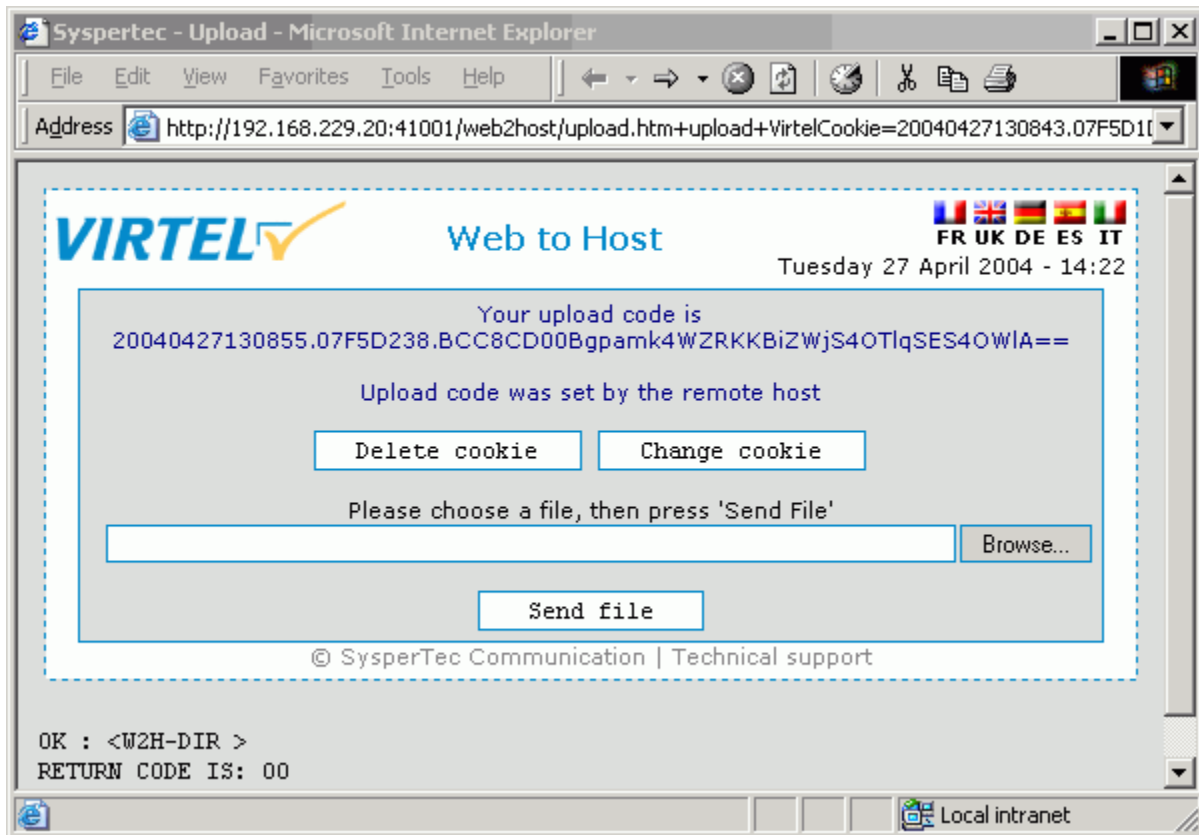 Syspertec - Upload - Microsoft Internet Explorer
File Edit View Favorites Tools Help
Address http://192.168.229.20:41001/web2host/upload.htm+upload+VirtelCookie=20040427130843.07F5D1D
VIRTEL Web to Host
FR UK DE ES IT
Tuesday 27 April 2004 - 14:22
Your upload code is
20040427130855.07F5D238.BCC8CD00Bgpamk4WZRKKBiZWjS4OTlqSES4OWlA==
Upload code was set by the remote host
Delete cookie Change cookie
Please choose a file, then press 'Send File'
Browse...
Send file
© SysperTec Communication | Technical support
OK : <W2H-DIR >
RETURN CODE IS: 00
Local intranet